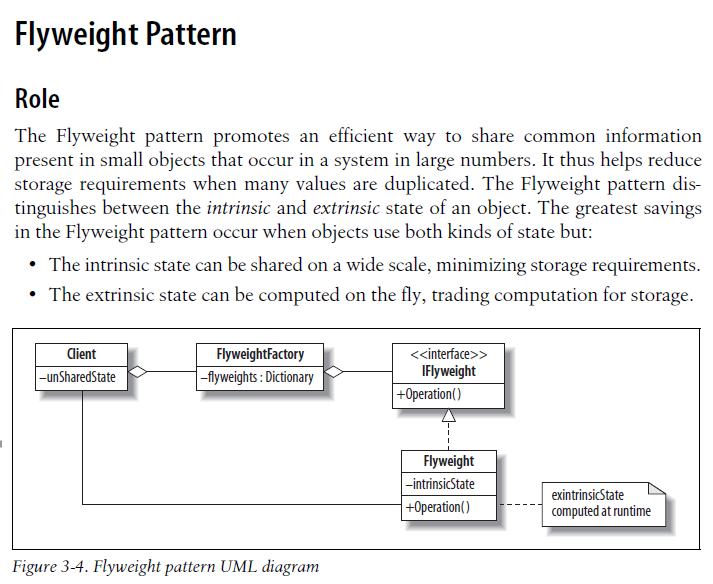 Flyweight Pattern
Role
The Flyweight pattern promotes an efficient way to share common information
present in small objects that occur in a system in large numbers. It thus helps reduce
storage requirements when many values are duplicated. The Flyweight pattern dis-
tinguishes between the intrinsic and extrinsic state of an object. The greatest savings
in the Flyweight pattern occur when objects use both kinds of state but:
• The intrinsic state can be shared on a wide scale, minimizing storage requirements.
• The extrinsic state can be computed on the fly, trading computation for storage.
Client
–unSharedState
FlyweightFactory
–flyweights : Dictionary
<<interface>>
IFlyweight
+Operation()
Flyweight
–intrinsicState
+Operation()
exintrinsicState
computed at runtime
Figure 3-4. Flyweight pattern UML diagram